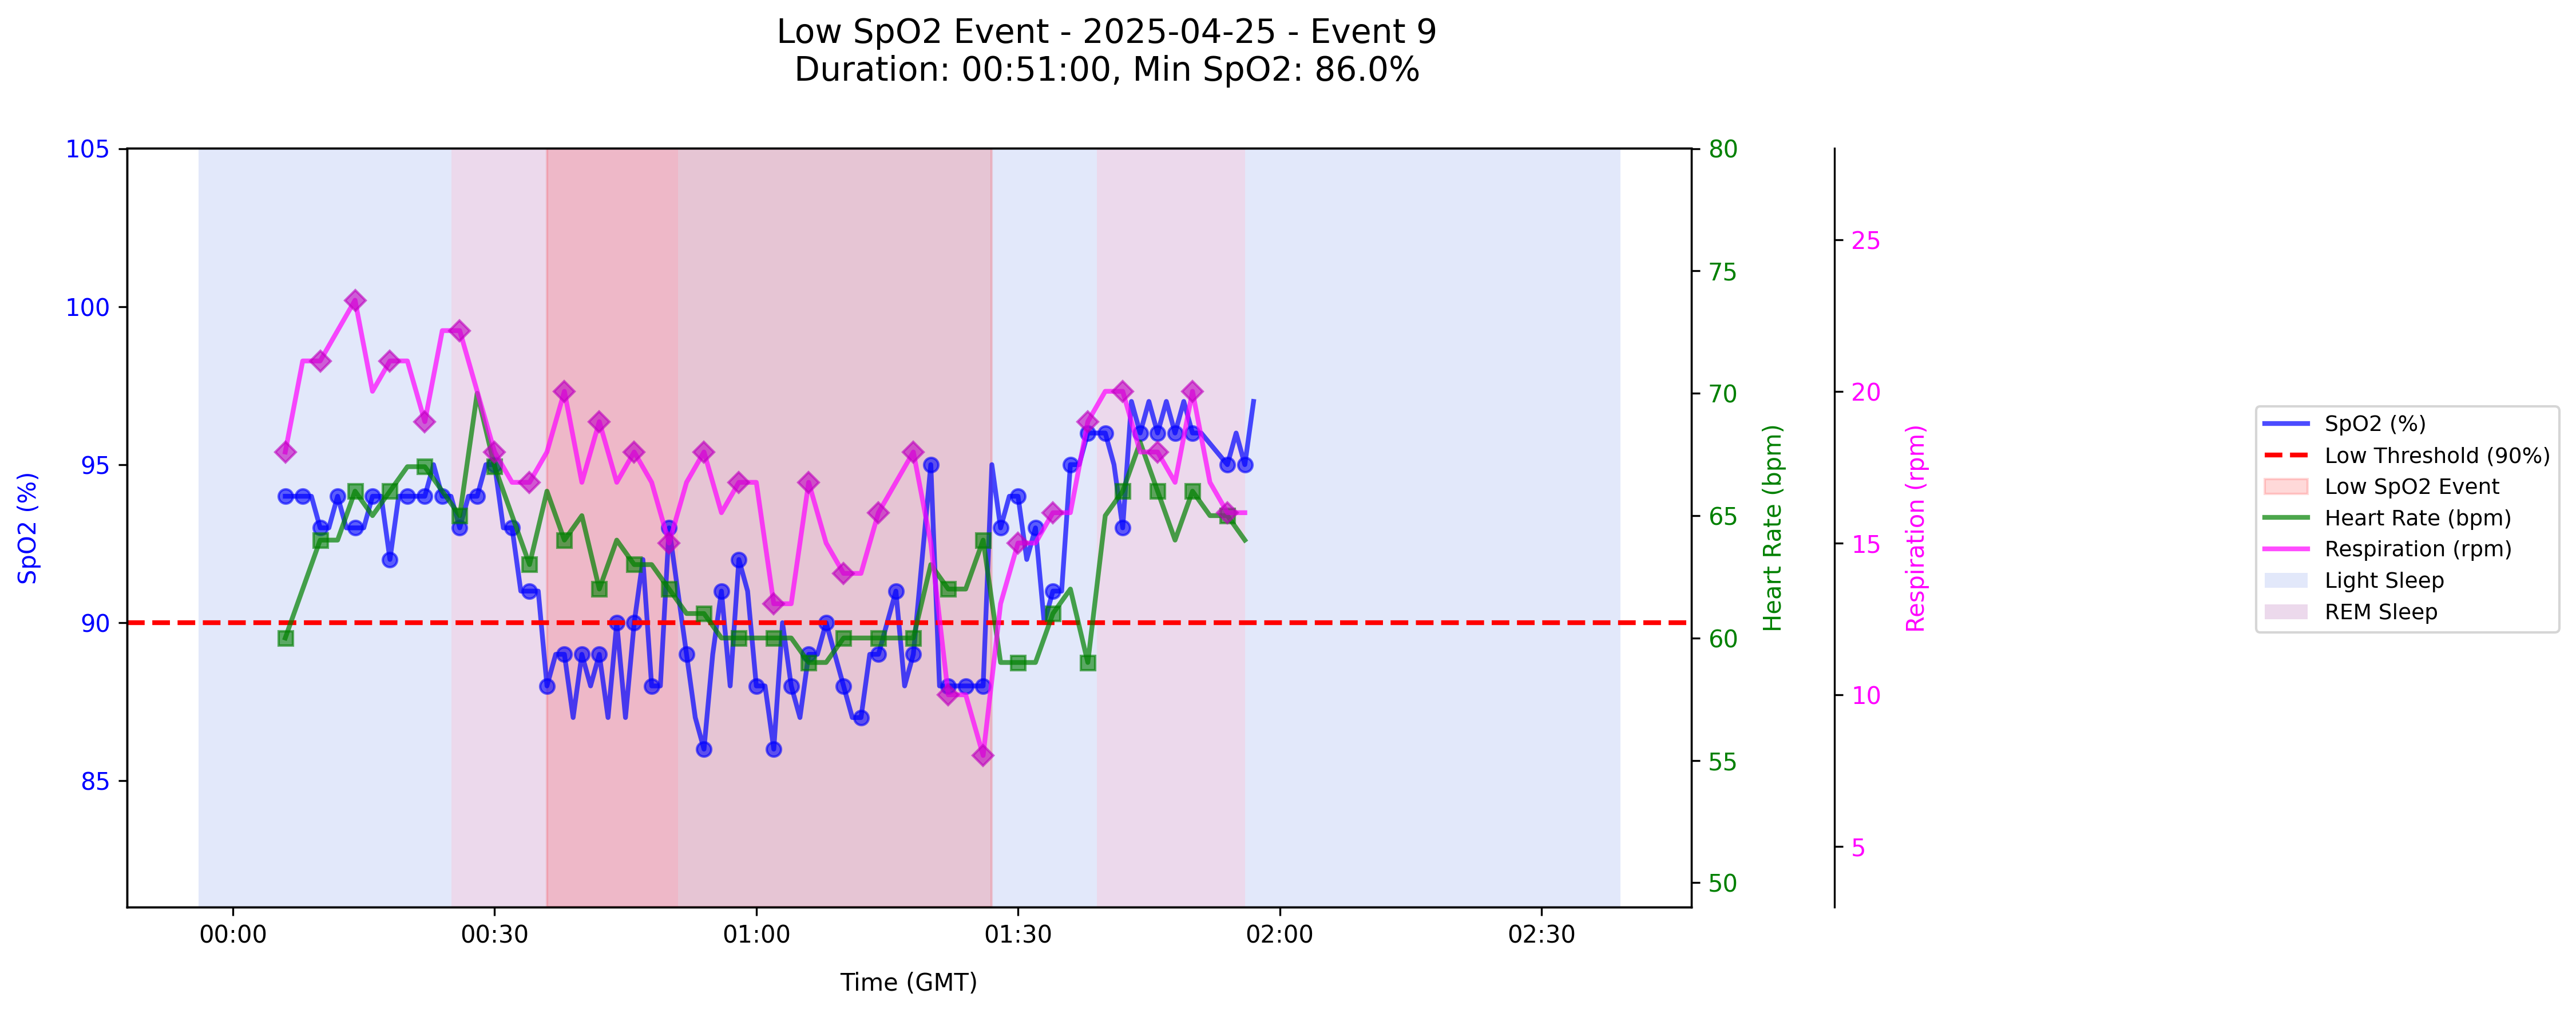 Low SpO2 Event - 2025-04-25 - Event 9
Duration: 00:51:00, Min SpO2: 86.0%
105
100
95
90
85
SpO2 (%)
80
75
70
65
60
55
50
Heart Rate (bpm)
25
20
15
10
5
Respiration (rpm)
SpO2 (%)
Low Threshold (90%)
Low SpO2 Event
Heart Rate (bpm)
Respiration (rpm)
Light Sleep
REM Sleep
00:00 00:30 01:00 01:30 02:00 02:30
Time (GMT)